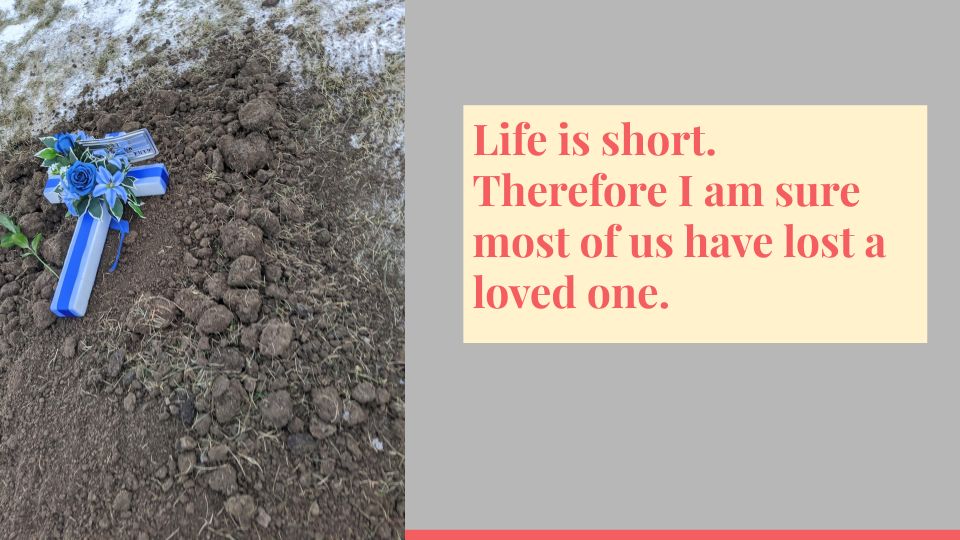 Life is short.
Therefore I am sure
most of us have lost a
loved one.